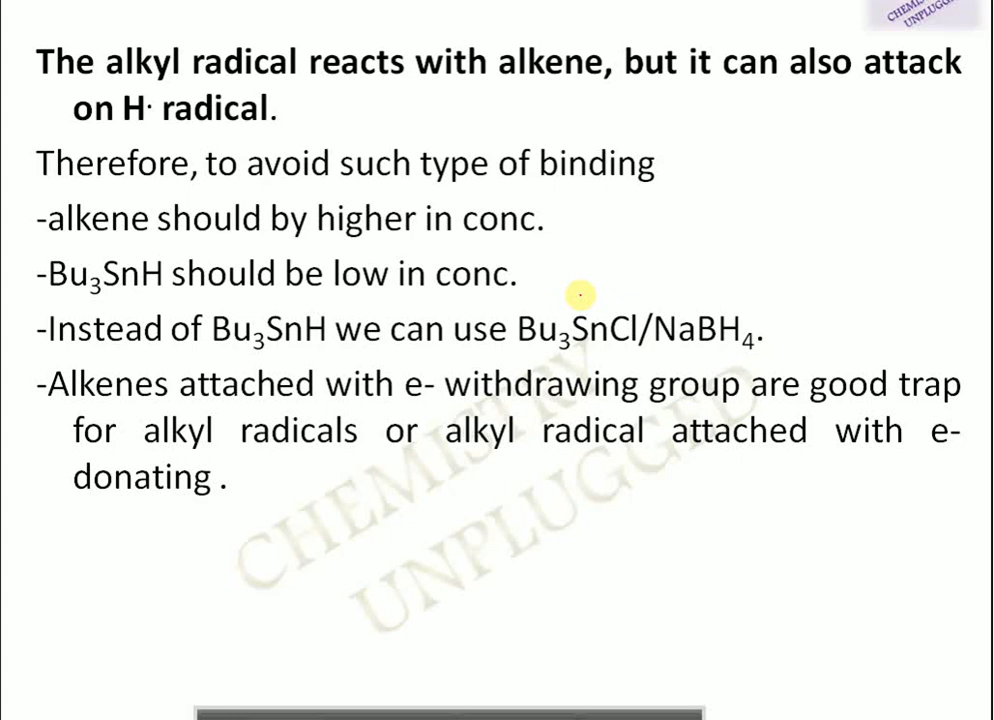 CHEMISTRY
UNPLUGGED
The alkyl radical reacts with alkene, but it can also attack
on H· radical.
Therefore, to avoid such type of binding
-alkene should by higher in conc.
-Bu₃SnH should be low in conc.
-Instead of Bu₃SnH we can use Bu₃SnCl/NaBH₄.
-Alkenes attached with e- withdrawing group are good trap
for alkyl radicals or alkyl radical attached with e-
donating .
CHEMISTRY
UNPLUGGED